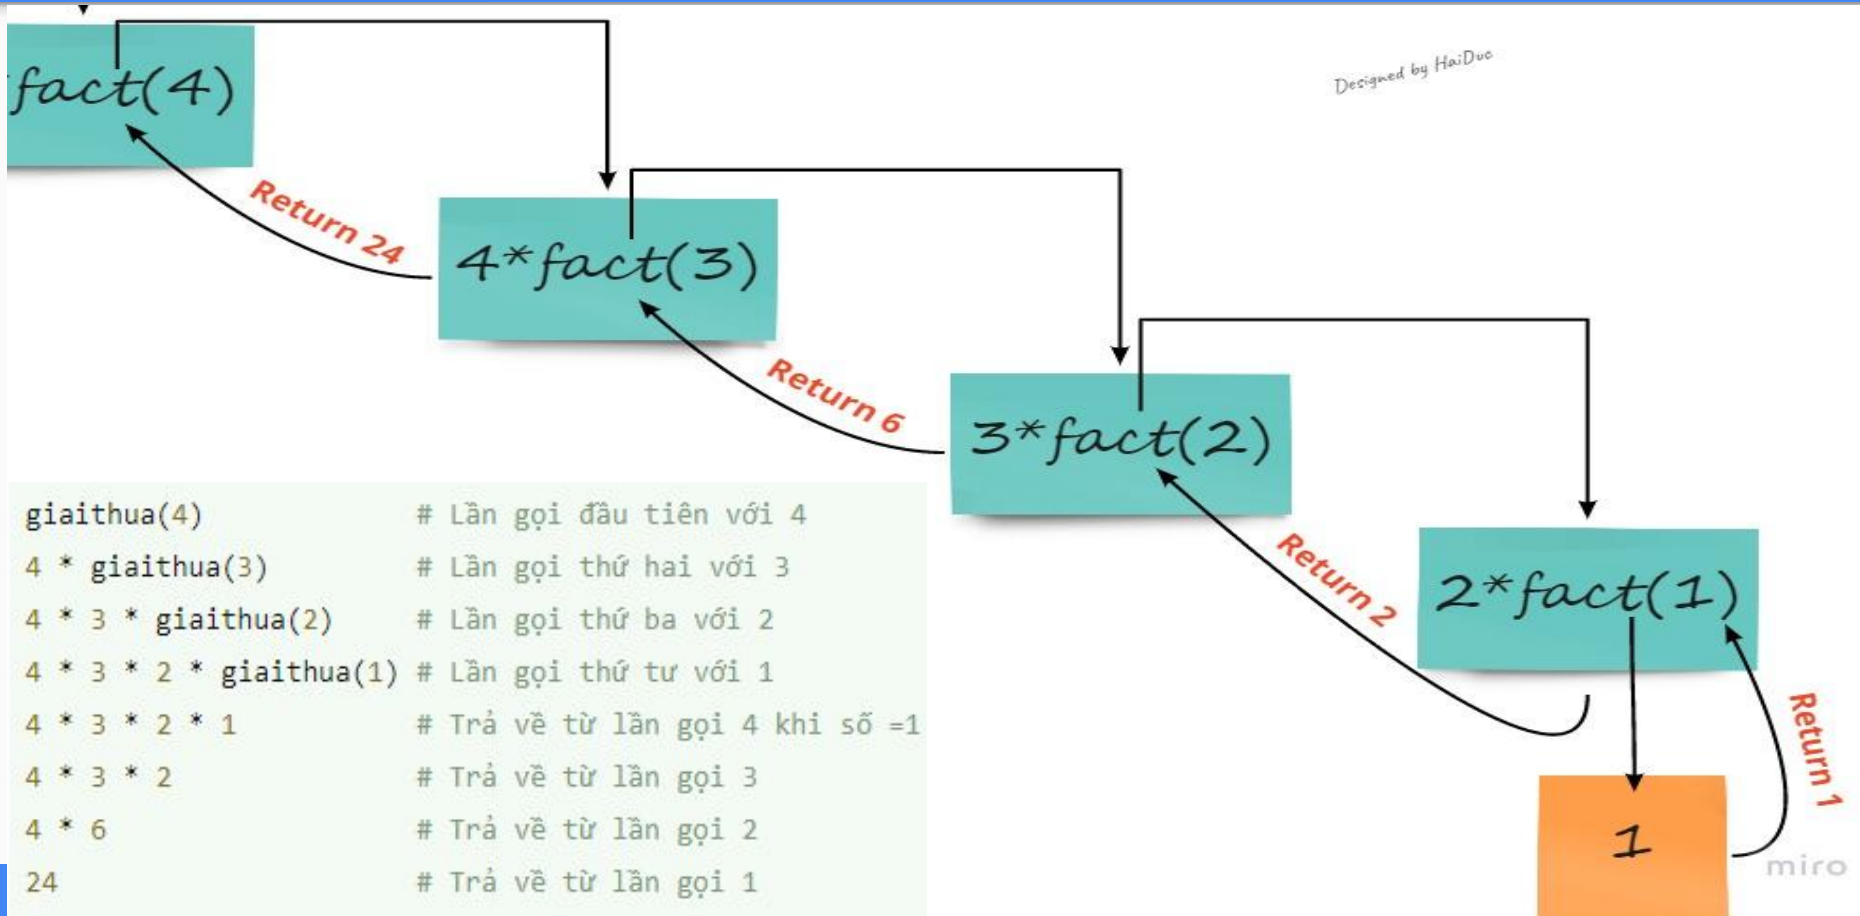 fact(4)
Designed by HaiDuc
Return 24
4*fact(3)
Return 6
3*fact(2)
Return 2
2*fact(1)
Return 1
1
miro
giaithua(4) # Lần gọi đầu tiên với 4
4 * giaithua(3) # Lần gọi thứ hai với 3
4 * 3 * giaithua(2) # Lần gọi thứ ba với 2
4 * 3 * 2 * giaithua(1) # Lần gọi thứ tư với 1
4 * 3 * 2 * 1 # Trả về từ lần gọi 4 khi số =1
4 * 3 * 2 # Trả về từ lần gọi 3
4 * 6 # Trả về từ lần gọi 2
24 # Trả về từ lần gọi 1